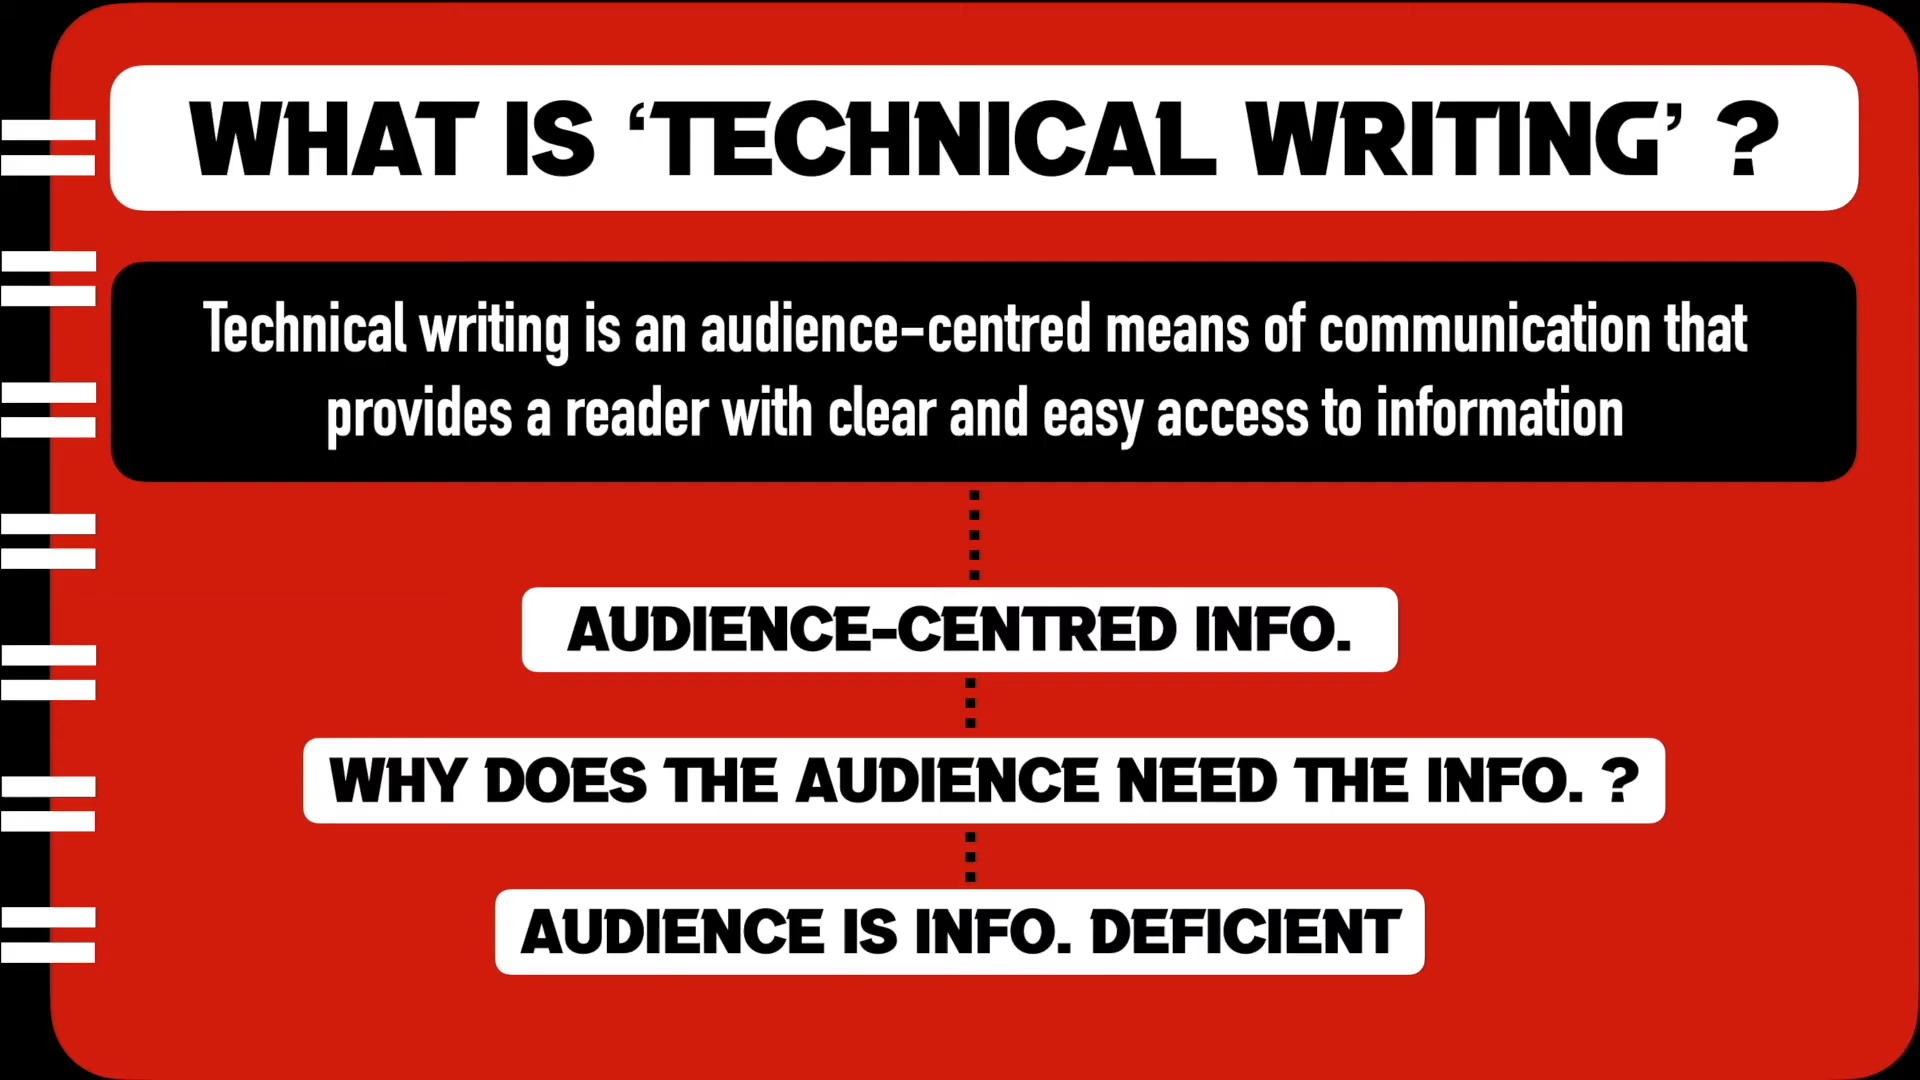 WHAT IS ‘TECHNICAL WRITING’ ?
Technical writing is an audience-centred means of communication that
provides a reader with clear and easy access to information
AUDIENCE-CENTRED INFO.
WHY DOES THE AUDIENCE NEED THE INFO. ?
AUDIENCE IS INFO. DEFICIENT